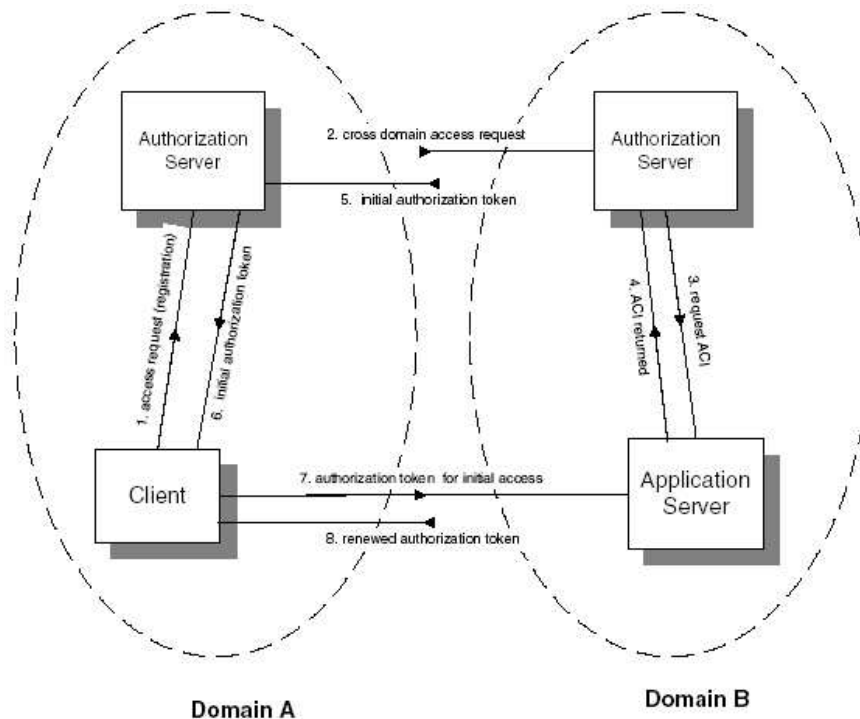 Authorization
Server
2. cross domain access request
Authorization
Server
5. initial authorization token
1. access request (registration)
6. initial authorization token
4. ACI returned
3. request ACI
Client
7. authorization token for initial access
Application
Server
8. renewed authorization token
Domain A
Domain B